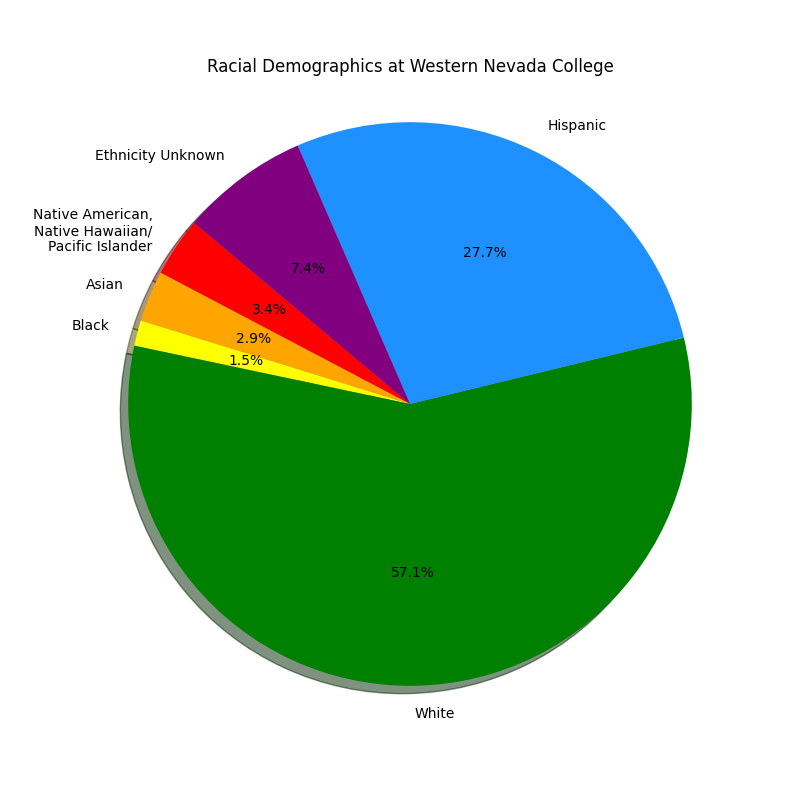 Racial Demographics at Western Nevada College
Hispanic
Ethnicity Unknown
Native American,
Native Hawaiian/
Pacific Islander
Asian
Black
White
27.7%
7.4%
3.4%
2.9%
1.5%
57.1%